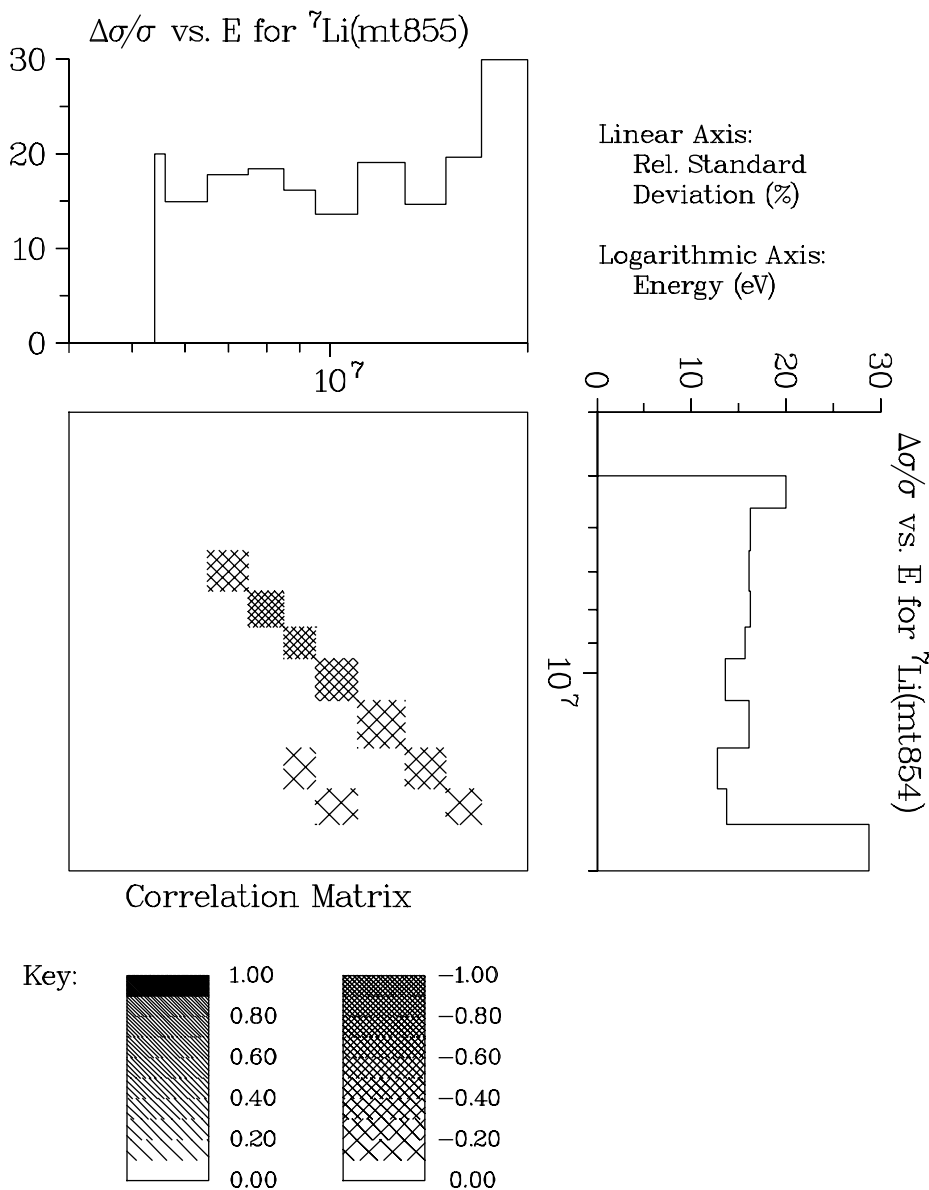 Δσ/σ vs. E for ⁷Li(mt855)
30
20
10
0
10⁷
Linear Axis:
Rel. Standard
Deviation (%)
Logarithmic Axis:
Energy (eV)
0
10
20
30
10⁷
Δσ/σ vs. E for ⁷Li(mt854)
Correlation Matrix
Key:
1.00
0.80
0.60
0.40
0.20
0.00
−1.00
−0.80
−0.60
−0.40
−0.20
0.00